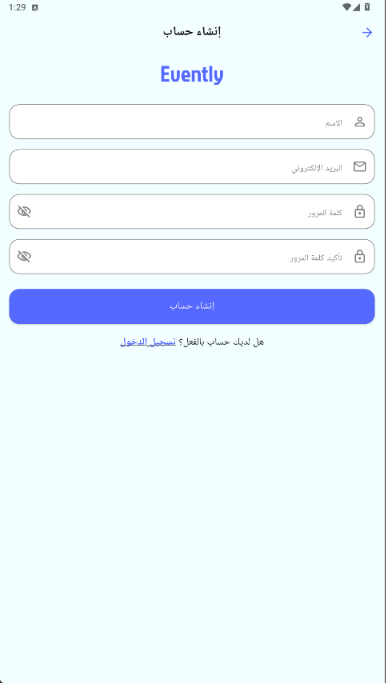 1:29
إنشاء حساب
Evently
الاسم
البريد الإلكتروني
كلمة المرور
تأكيد كلمة المرور
إنشاء حساب
هل لديك حساب بالفعل؟ تسجيل الدخول